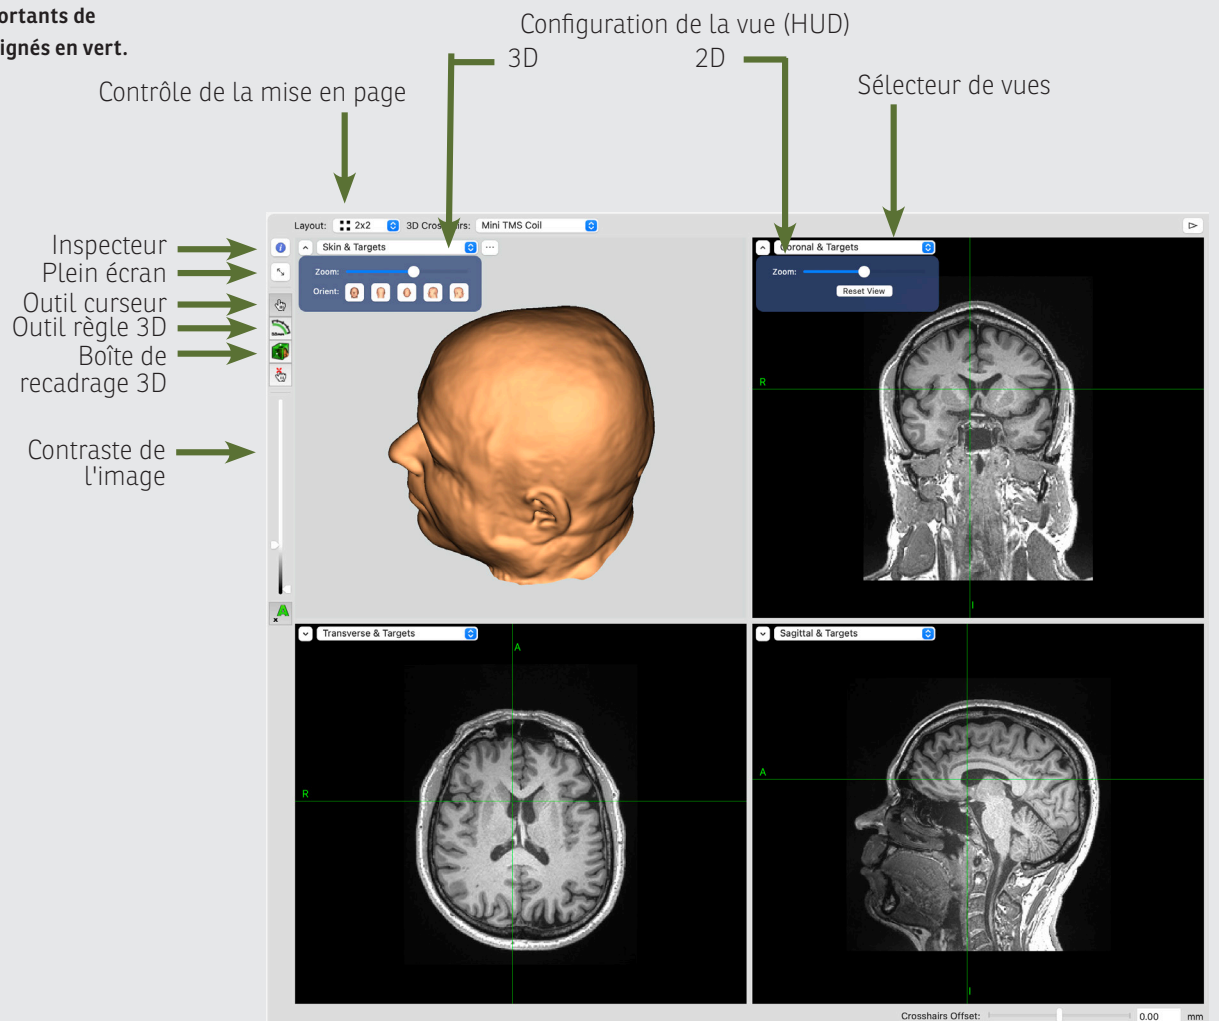 ortants de
ignés en vert.
Configuration de la vue (HUD)
3D
2D
Contrôle de la mise en page
Sélecteur de vues
Layout:
2x2
3D Cros
irs:
Mini TMS Coil
Inspecteur
Plein écran
Outil curseur
Outil règle 3D
Boîte de
recadrage 3D
Contraste de
l'image
Skin & Targets
Zoom:
Orient:
oronal & Targets
Zoom:
Reset View
R
I
Transverse & Targets
A
R
Sagittal & Targets
A
I
Crosshairs Offset:
0.00
mm